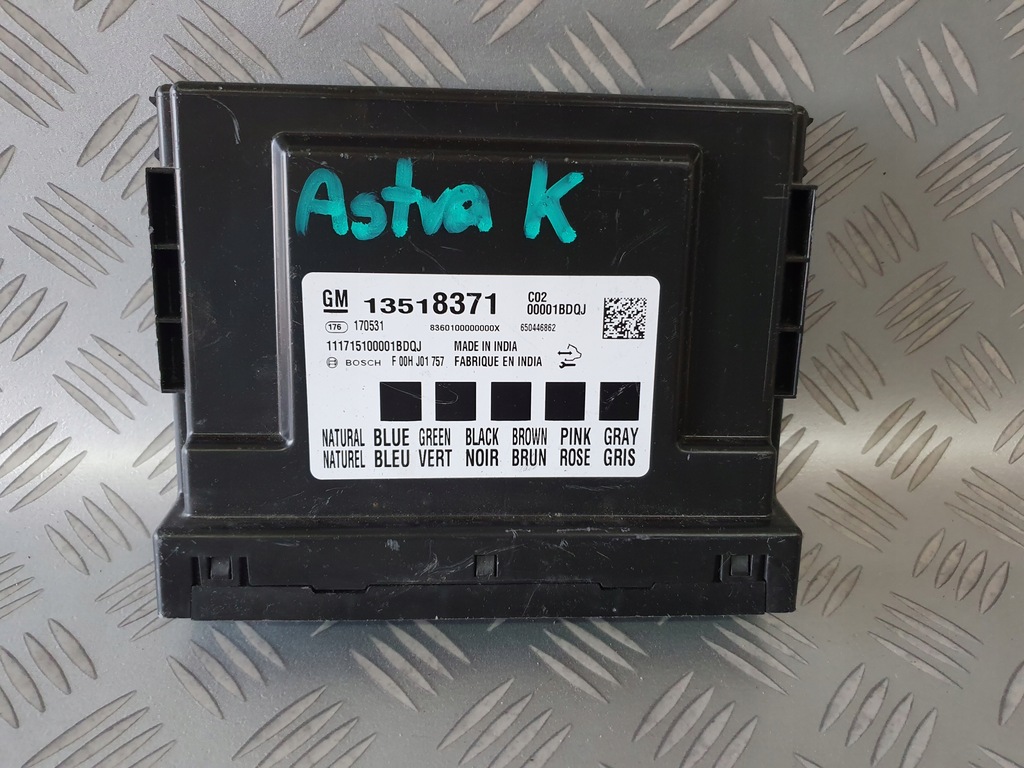 Astra K
GM 13518371 C02
00001BDQJ
176 170531 8360100000000X 650446862
111715100001BDQJ MADE IN INDIA
BOSCH F 00H J01 757 FABRIQUE EN INDIA
NATURAL BLUE GREEN BLACK BROWN PINK GRAY
NATUREL BLEU VERT NOIR BRUN ROSE GRIS